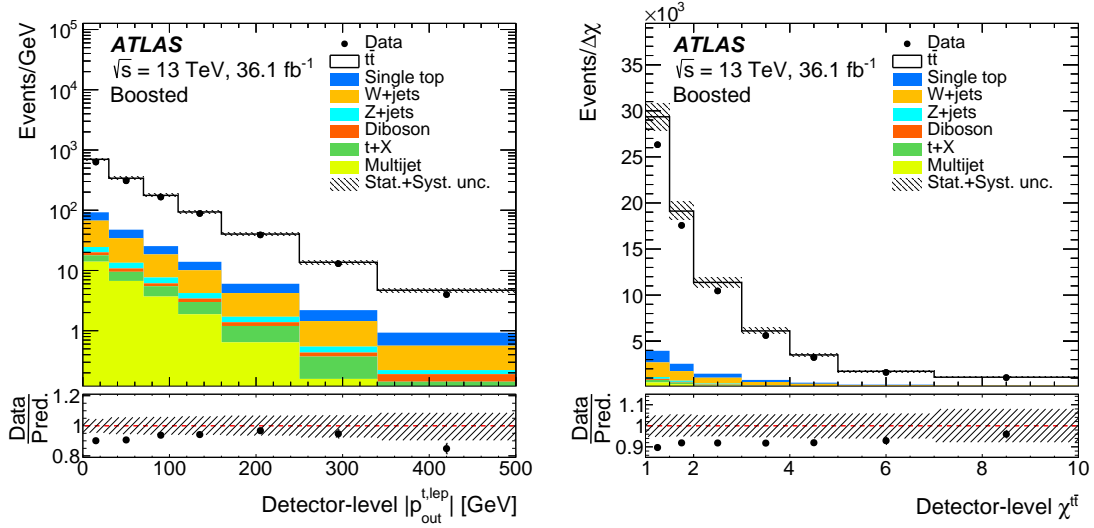 Events/GeV
10⁵
10⁴
10³
10²
10
1
ATLAS
√s = 13 TeV, 36.1 fb⁻¹
Boosted
Data
tt̄
Single top
W+jets
Z+jets
Diboson
t+X
Multijet
Stat.+Syst. unc.
Data
Pred.
1.2
1
0.8
0 100 200 300 400 500
Detector-level |p_out^t,lep| [GeV]
×10³
Events/Δχ
35
30
25
20
15
10
5
ATLAS
√s = 13 TeV, 36.1 fb⁻¹
Boosted
Data
tt̄
Single top
W+jets
Z+jets
Diboson
t+X
Multijet
Stat.+Syst. unc.
Data
Pred.
1.1
1
0.9
1 2 3 4 5 6 7 8 9 10
Detector-level χ^tt̄